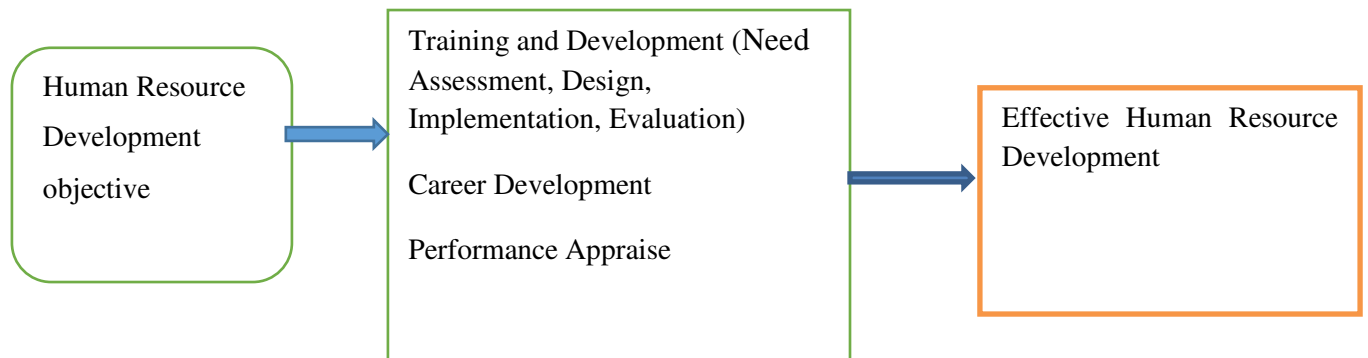 Human Resource
Development
objective
Training and Development (Need
Assessment, Design,
Implementation, Evaluation)
Career Development
Performance Appraise
Effective Human Resource
Development